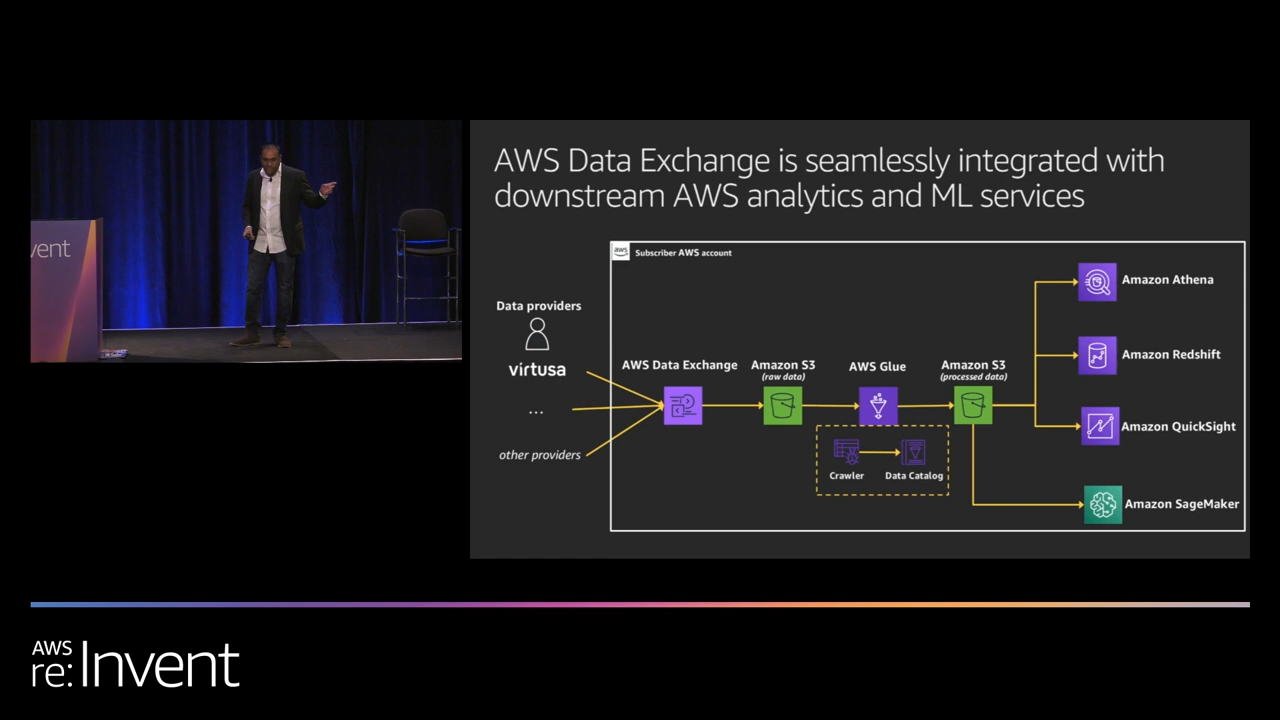 vent
AWS Data Exchange is seamlessly integrated with
downstream AWS analytics and ML services
aws
Subscriber AWS account
Data providers
virtusa
...
other providers
AWS Data Exchange
Amazon S3
(raw data)
AWS Glue
Crawler
Data Catalog
Amazon S3
(processed data)
Amazon Athena
Amazon Redshift
Amazon QuickSight
Amazon SageMaker
AWS
re:Invent